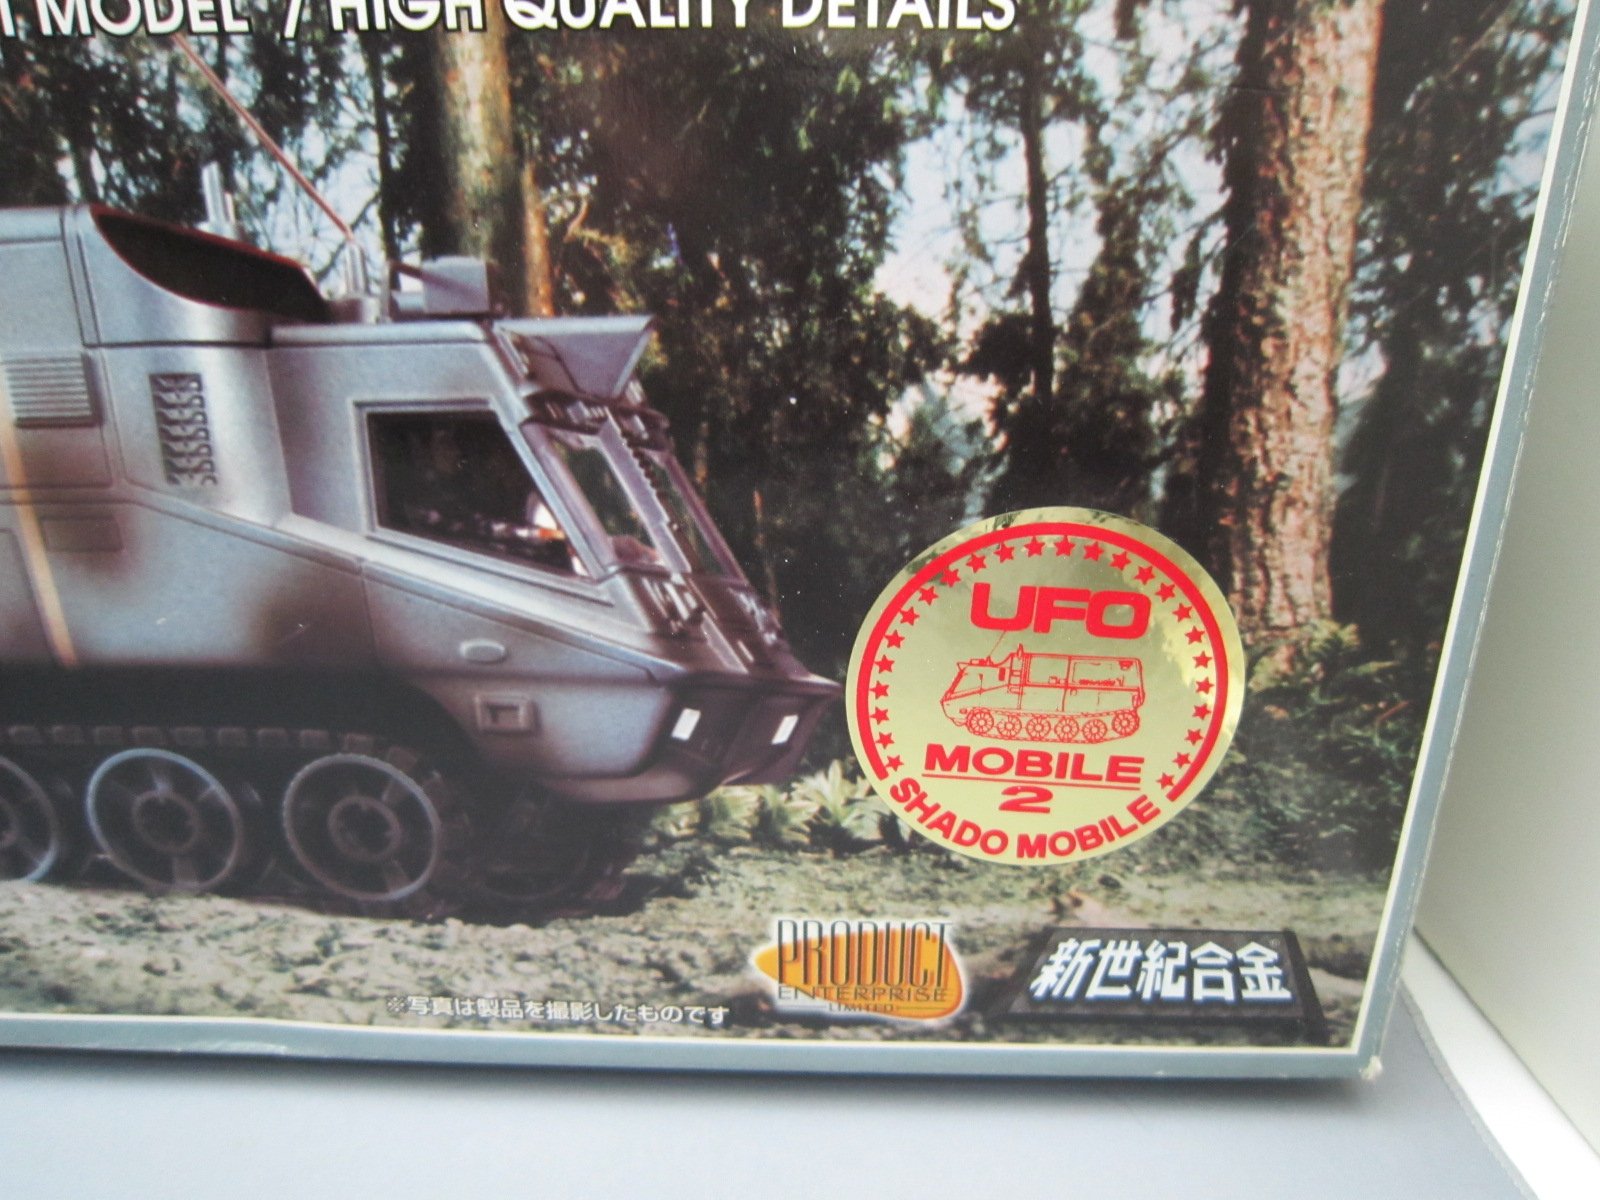 MODEL / HIGH QUALITY DETAILS
UFO
MOBILE
2
SHADO MOBILE
PRODUCT
ENTERPRISE
LIMITED
新世紀合金
※写真は製品を撮影したものです